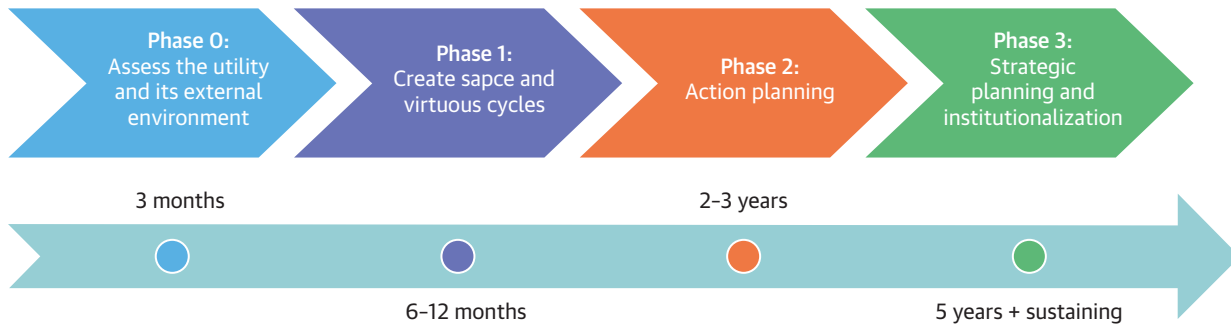 Phase 0:
Assess the utility
and its external
environment
Phase 1:
Create sapce and
virtuous cycles
Phase 2:
Action planning
Phase 3:
Strategic
planning and
institutionalization
3 months
6–12 months
2–3 years
5 years + sustaining